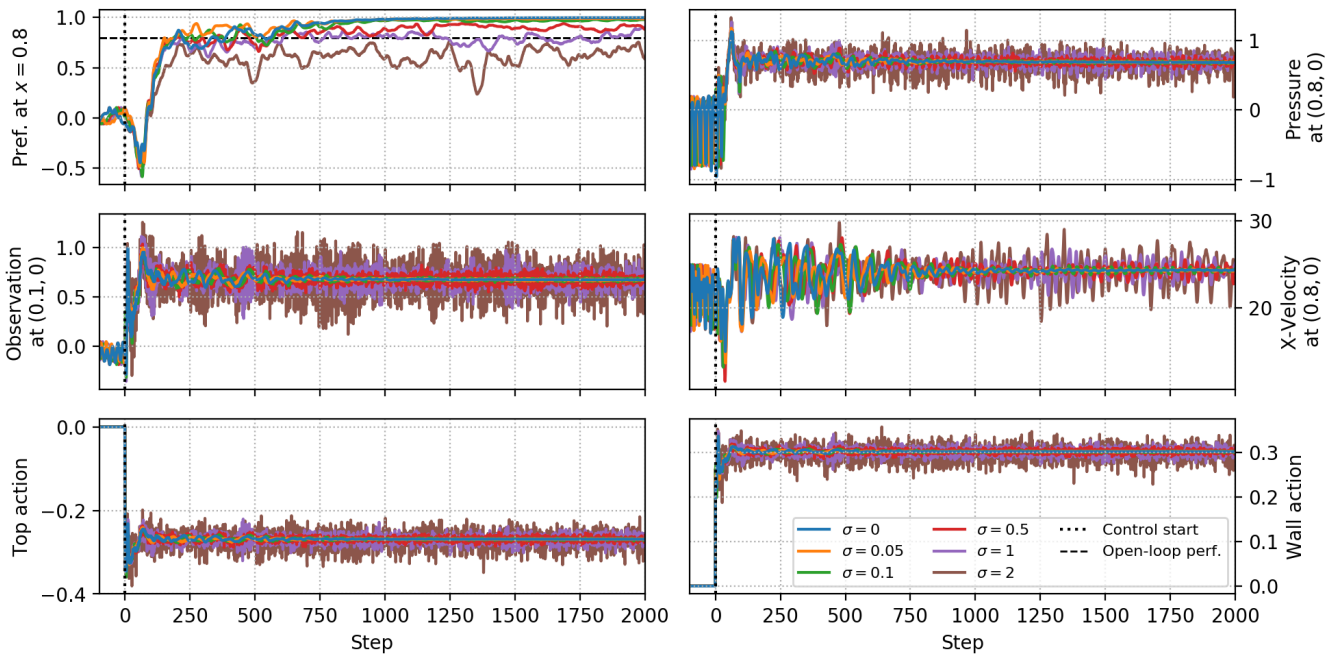 1.0
0.5
0.0
−0.5
Pref. at x = 0.8
1
0
−1
Pressure
at (0.8, 0)
1.0
0.5
0.0
Observation
at (0.1, 0)
30
20
X-Velocity
at (0.8, 0)
0.0
−0.2
−0.4
Top action
0 250 500 750 1000 1250 1500 1750 2000
Step
0.3
0.2
0.1
0.0
Wall action
σ = 0
σ = 0.05
σ = 0.1
σ = 0.5
σ = 1
σ = 2
Control start
Open-loop perf.
0 250 500 750 1000 1250 1500 1750 2000
Step